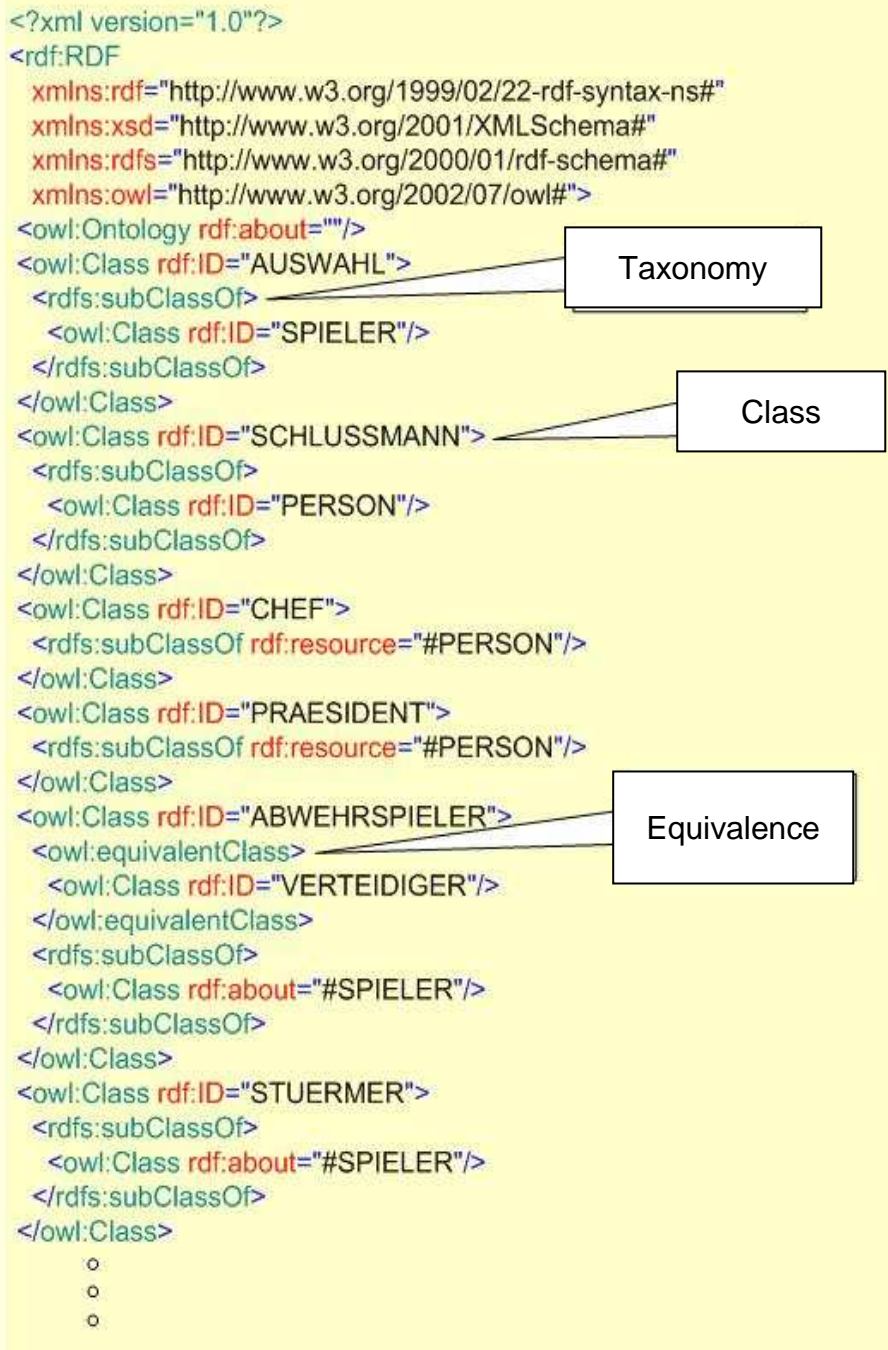 <?xml version="1.0"?>
<rdf:RDF
xmlns:rdf="http://www.w3.org/1999/02/22-rdf-syntax-ns#"
xmlns:xsd="http://www.w3.org/2001/XMLSchema#"
xmlns:rdfs="http://www.w3.org/2000/01/rdf-schema#"
xmlns:owl="http://www.w3.org/2002/07/owl#">
<owl:Ontology rdf:about=""/>
<owl:Class rdf:ID="AUSWAHL">
Taxonomy
<rdfs:subClassOf>
<owl:Class rdf:ID="SPIELER"/>
</rdfs:subClassOf>
</owl:Class>
Class
<owl:Class rdf:ID="SCHLUSSMANN">
<rdfs:subClassOf>
<owl:Class rdf:ID="PERSON"/>
</rdfs:subClassOf>
</owl:Class>
<owl:Class rdf:ID="CHEF">
<rdfs:subClassOf rdf:resource="#PERSON"/>
</owl:Class>
<owl:Class rdf:ID="PRAESIDENT">
<rdfs:subClassOf rdf:resource="#PERSON"/>
</owl:Class>
<owl:Class rdf:ID="ABWEHRSPIELER">
Equivalence
<owl:equivalentClass>
<owl:Class rdf:ID="VERTEIDIGER"/>
</owl:equivalentClass>
<rdfs:subClassOf>
<owl:Class rdf:about="#SPIELER"/>
</rdfs:subClassOf>
</owl:Class>
<owl:Class rdf:ID="STUERMER">
<rdfs:subClassOf>
<owl:Class rdf:about="#SPIELER"/>
</rdfs:subClassOf>
</owl:Class>